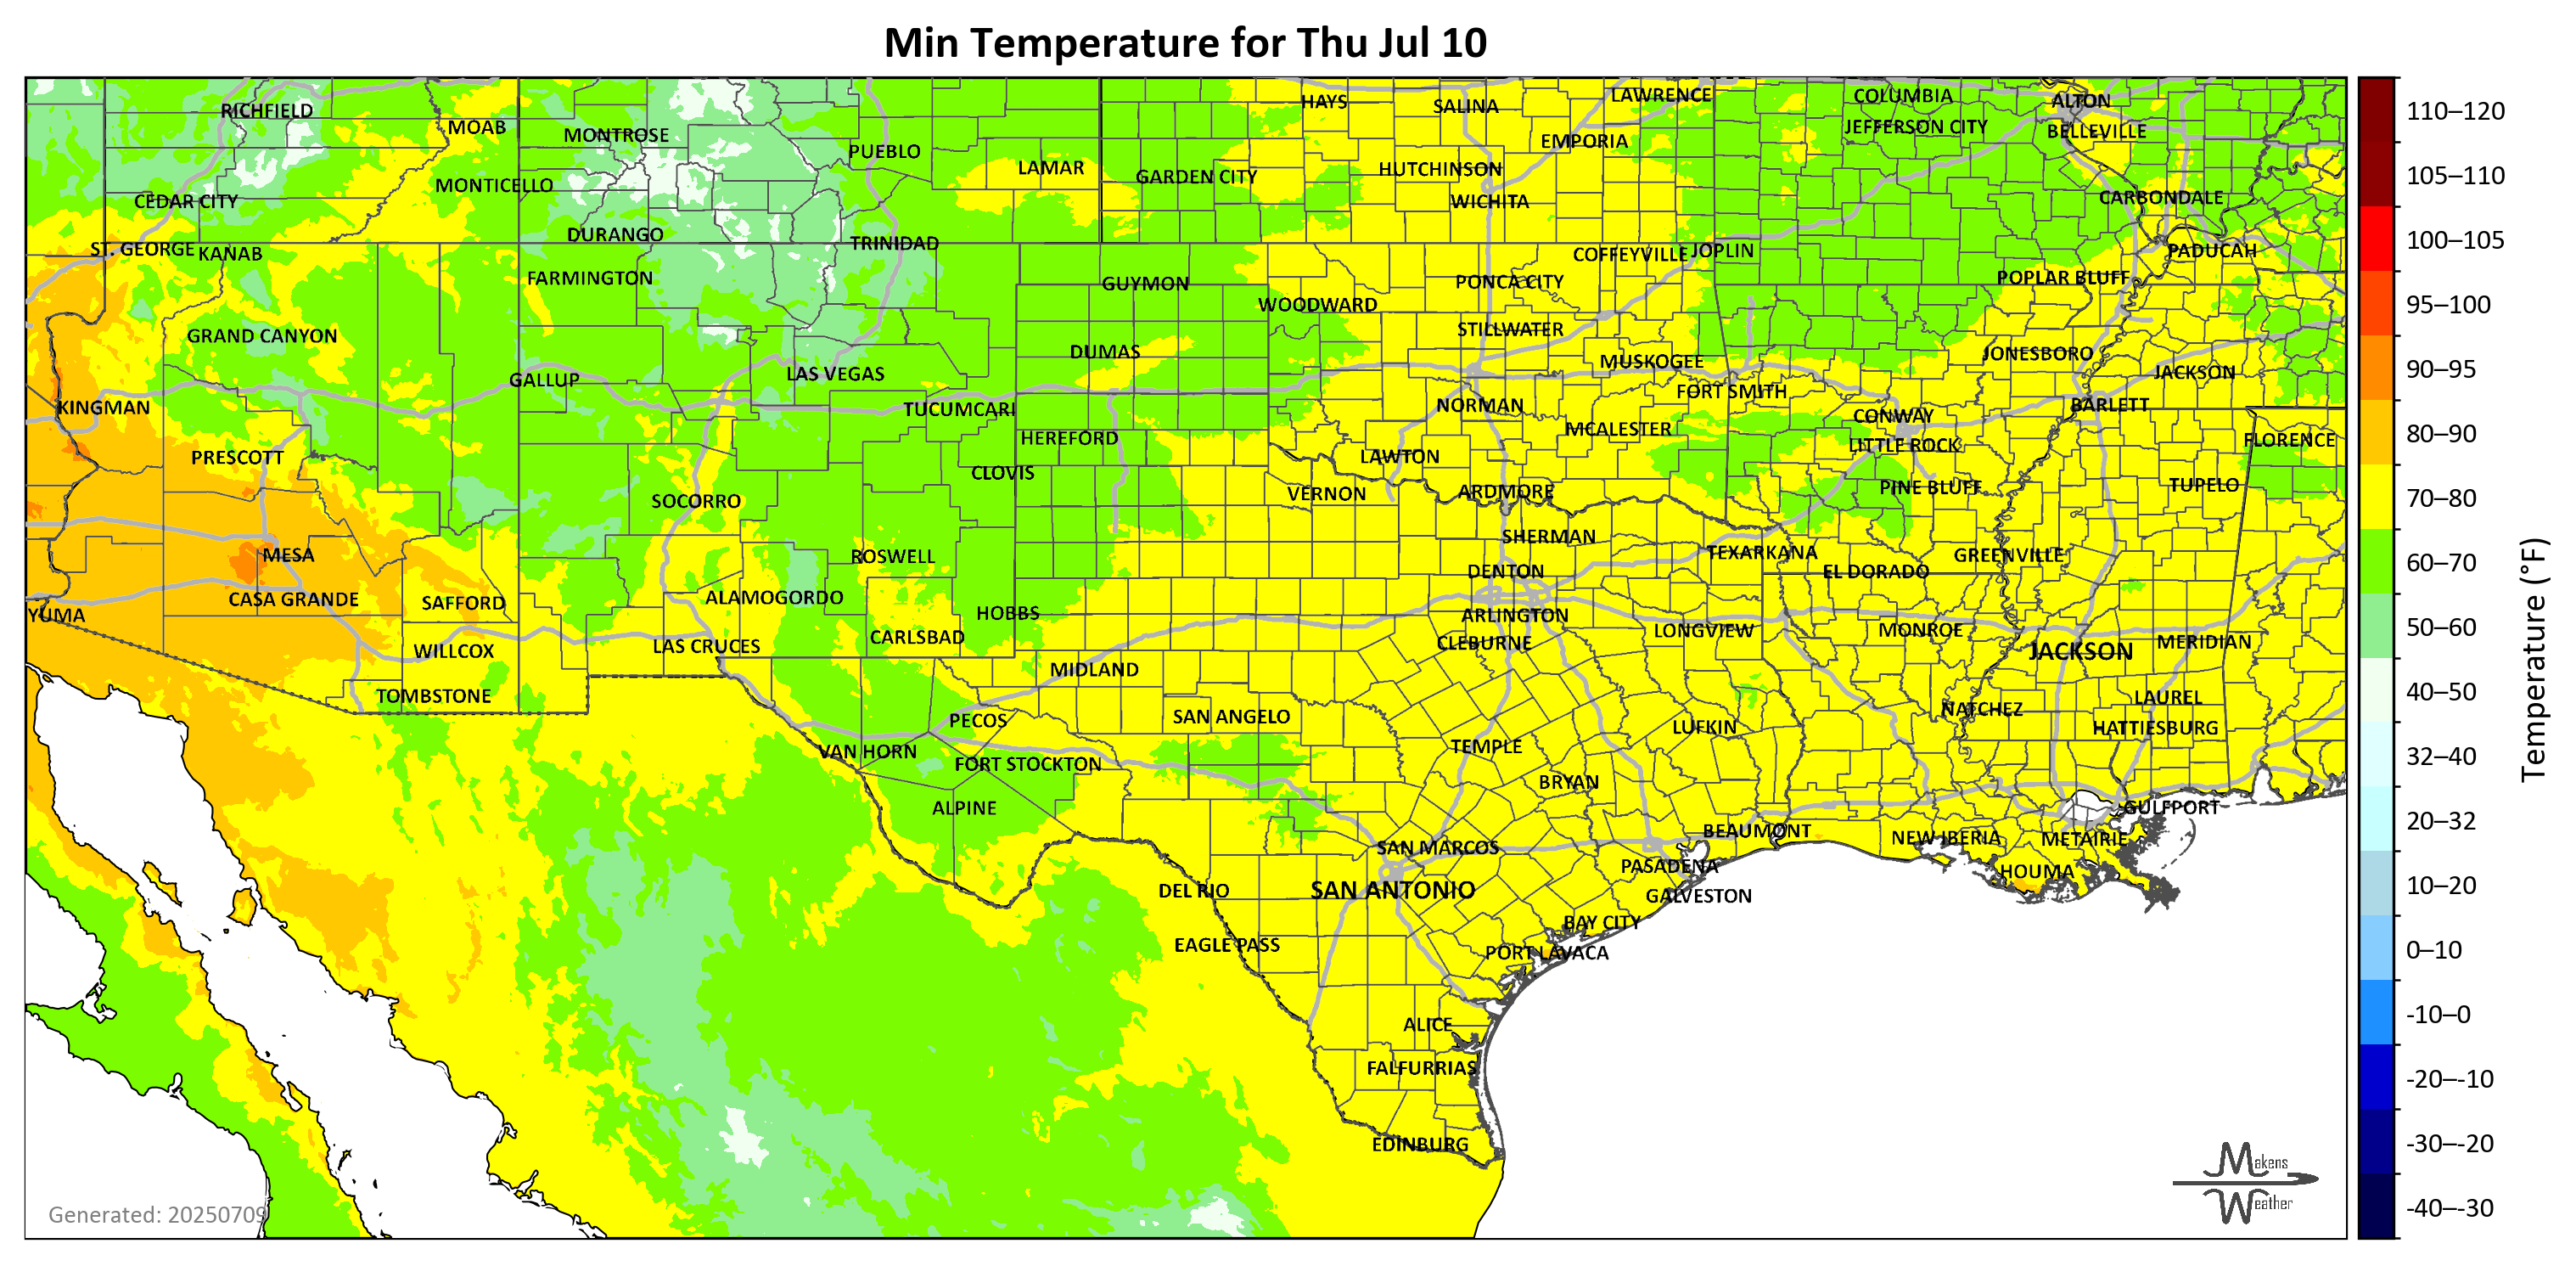 Min Temperature for Thu Jul 10
RICHFIELD
MOAB
MONTROSE
PUEBLO
LAMAR
HAYS
SALINA
LAWRENCE
EMPORIA
COLUMBIA
JEFFERSON CITY
ALTON
BELLEVILLE
MONTICELLO
GARDEN CITY
HUTCHINSON
WICHITA
CARBONDALE
CEDAR CITY
DURANGO
TRINIDAD
ST. GEORGE
KANAB
COFFEYVILLE
JOPLIN
PADUCAH
FARMINGTON
GUYMON
WOODWARD
PONCA CITY
POPLAR BLUFF
GRAND CANYON
DUMAS
STILLWATER
MUSKOGEE
JONESBORO
JACKSON
GALLUP
LAS VEGAS
FORT SMITH
KINGMAN
TUCUMCARI
NORMAN
CONWAY
BARLETT
HEREFORD
MCALESTER
LITTLE ROCK
FLORENCE
PRESCOTT
CLOVIS
LAWTON
SOCORRO
VERNON
ARDMORE
PINE BLUFF
TUPELO
MESA
ROSWELL
SHERMAN
TEXARKANA
GREENVILLE
DENTON
EL DORADO
CASA GRANDE
SAFFORD
ALAMOGORDO
HOBBS
ARLINGTON
YUMA
CARLSBAD
CLEBURNE
LONGVIEW
MONROE
MERIDIAN
WILLCOX
LAS CRUCES
MIDLAND
JACKSON
TOMBSTONE
PECOS
SAN ANGELO
LUFKIN
NATCHEZ
LAUREL
HATTIESBURG
VAN HORN
FORT STOCKTON
TEMPLE
BRYAN
ALPINE
GULFPORT
SAN MARCOS
BEAUMONT
NEW IBERIA
METAIRIE
DEL RIO
SAN ANTONIO
PASADENA
GALVESTON
HOUMA
EAGLE PASS
BAY CITY
PORT LAVACA
ALICE
FALFURRIAS
EDINBURG
Generated: 20250709
Makens
Weather
110–120
105–110
100–105
95–100
90–95
80–90
70–80
60–70
50–60
40–50
32–40
20–32
10–20
0–10
-10–0
-20–-10
-30–-20
-40–-30
Temperature (°F)